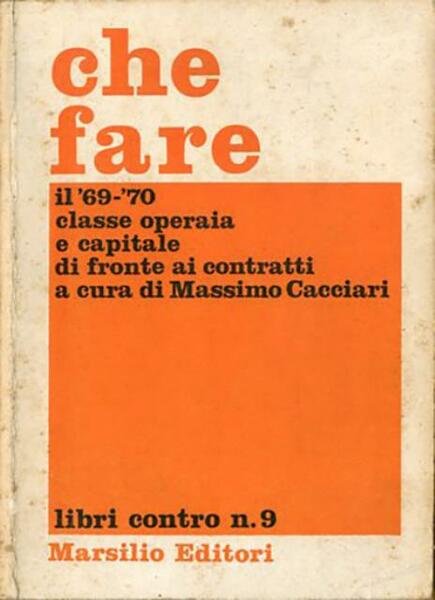 che
fare
il '69-'70
classe operaia
e capitale
di fronte ai contratti
a cura di Massimo Cacciari
libri contro n.9
Marsilio Editori